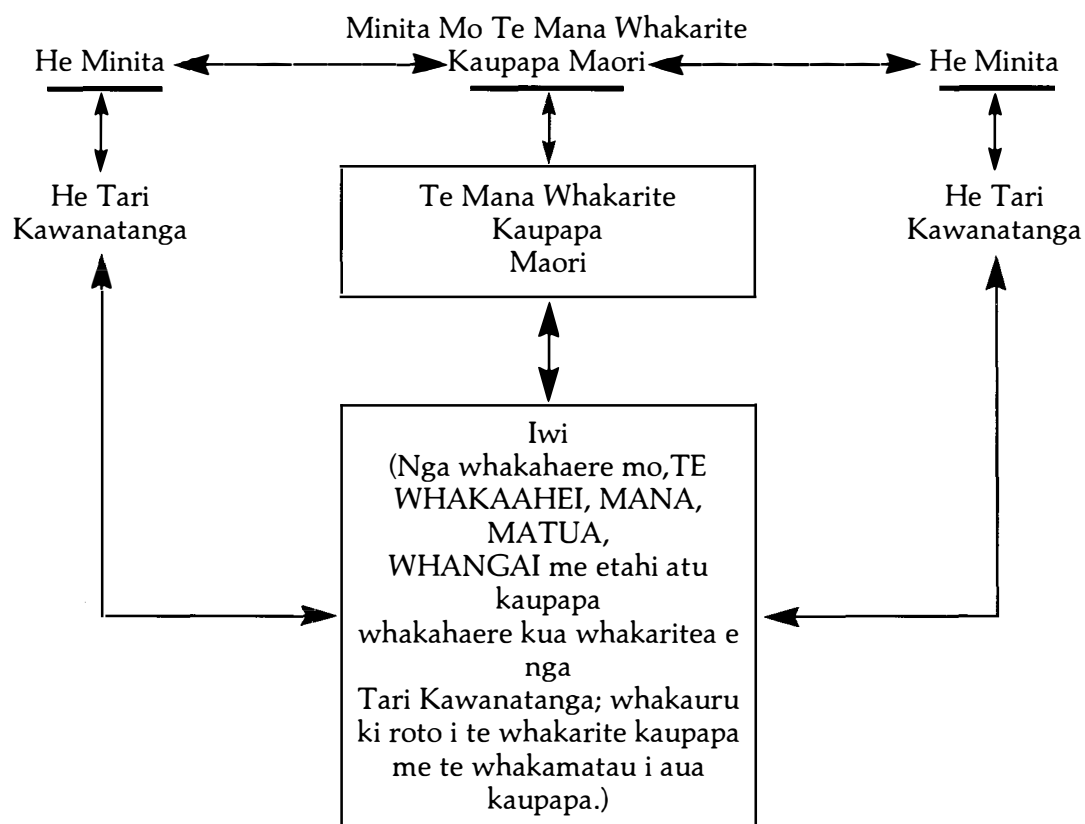 Minita Mo Te Mana Whakarite
He Minita Kaupapa Maori He Minita
He Tari
Kawanatanga
Te Mana Whakarite
Kaupapa
Maori
He Tari
Kawanatanga
Iwi
(Nga whakahaere mo,TE
WHAKAAHEI, MANA,
MATUA,
WHANGAI me etahi atu
kaupapa
whakahaere kua whakaritea e
nga
Tari Kawanatanga; whakauru
ki roto i te whakarite kaupapa
me te whakamatau i aua
kaupapa.)